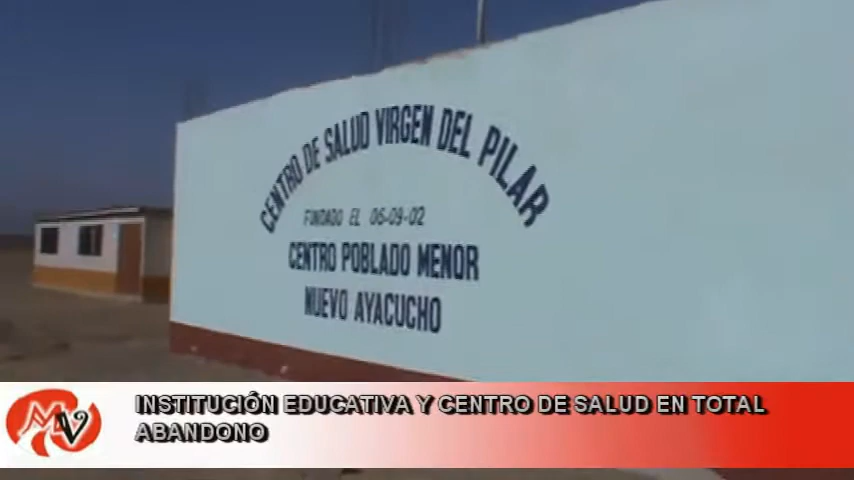 CENTRO DE SALUD VIRGEN DEL PILAR
FUNDADO EL 06-09-02
CENTRO POBLADO MENOR
NUEVO AYACUCHO
MV
INSTITUCIÓN EDUCATIVA Y CENTRO DE SALUD EN TOTAL
ABANDONO